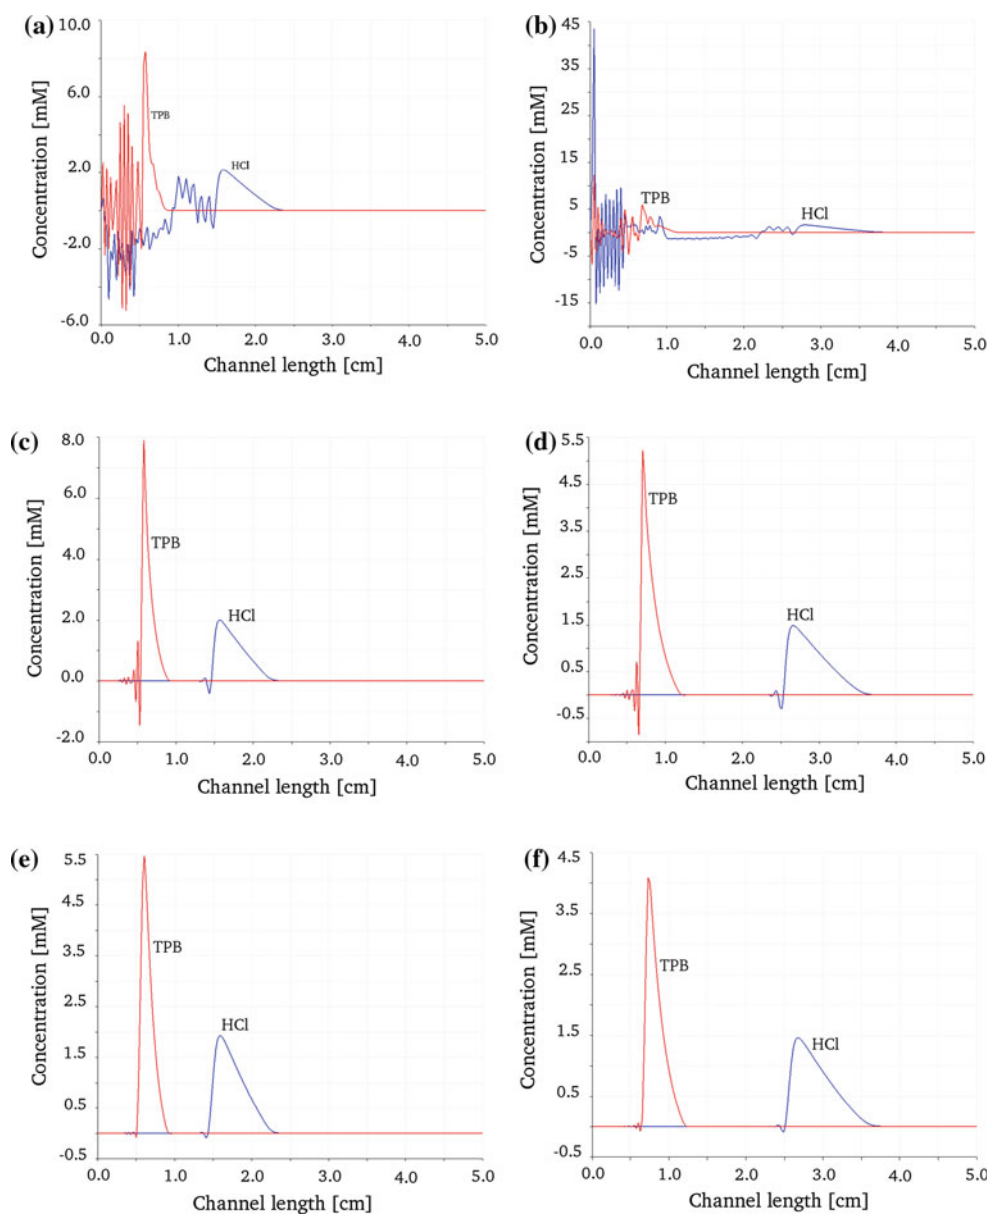 (a)
10.0
6.0
2.0
-2.0
-6.0
Concentration [mM]
TPB
HCl
0.0 1.0 2.0 3.0 4.0 5.0
Channel length [cm]
(b)
45
35
25
15
5
-5
-15
Concentration [mM]
TPB
HCl
0.0 1.0 2.0 3.0 4.0 5.0
Channel length [cm]
(c)
8.0
6.0
4.0
2.0
0.0
-2.0
Concentration [mM]
TPB
HCl
0.0 1.0 2.0 3.0 4.0 5.0
Channel length [cm]
(d)
5.5
4.5
3.5
2.5
1.5
0.5
-0.5
Concentration [mM]
TPB
HCl
0.0 1.0 2.0 3.0 4.0 5.0
Channel length [cm]
(e)
5.5
4.5
3.5
2.5
1.5
0.5
-0.5
Concentration [mM]
TPB
HCl
0.0 1.0 2.0 3.0 4.0 5.0
Channel length [cm]
(f)
4.5
3.5
2.5
1.5
0.5
-0.5
Concentration [mM]
TPB
HCl
0.0 1.0 2.0 3.0 4.0 5.0
Channel length [cm]